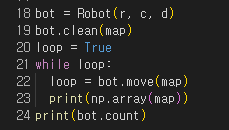 18 bot = Robot(r, c, d)
19 bot.clean(map)
20 loop = True
21 while loop:
22     loop = bot.move(map)
23     print(np.array(map))
24 print(bot.count)